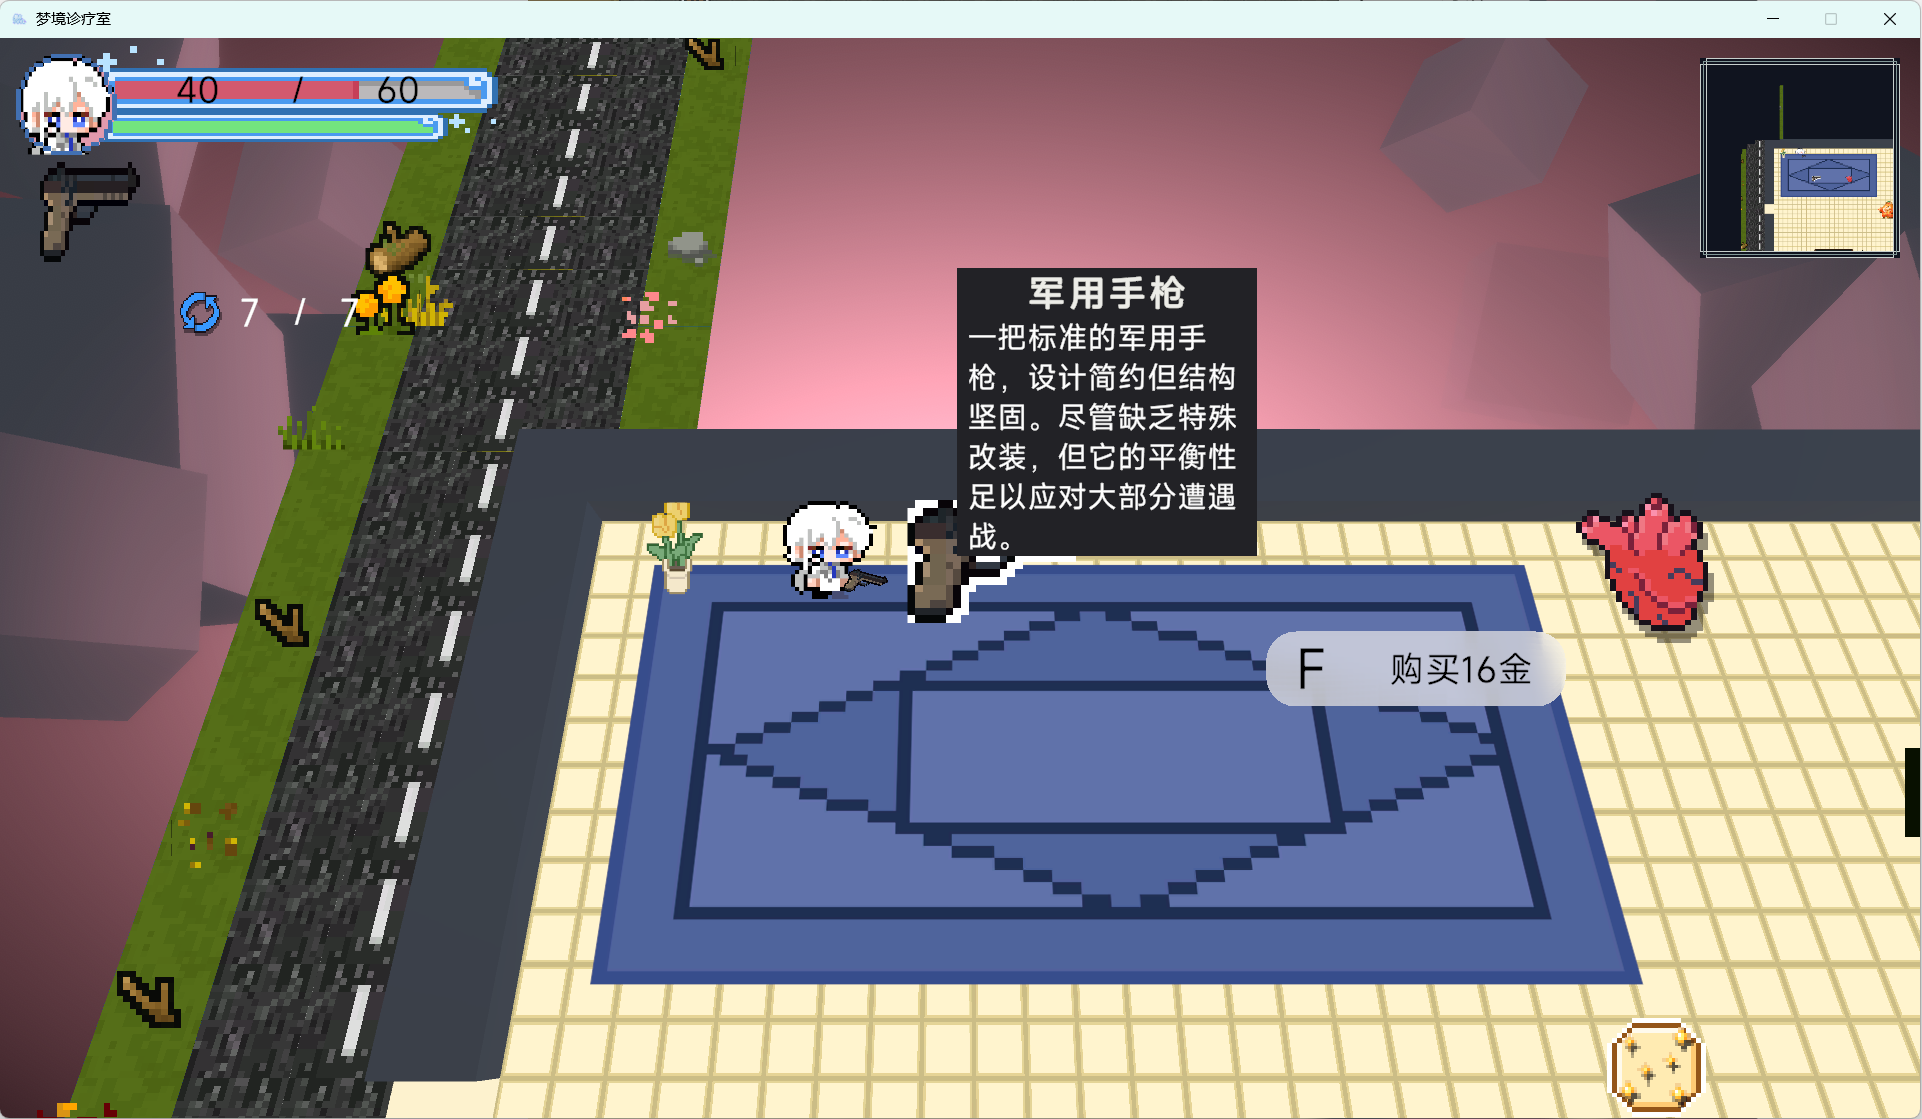 梦境诊疗室
40 / 60
7 / 7
军用手枪
一把标准的军用手
枪，设计简约但结构
坚固。尽管缺乏特殊
改装，但它的平衡性
足以应对大部分遭遇
战。
F 购买16金